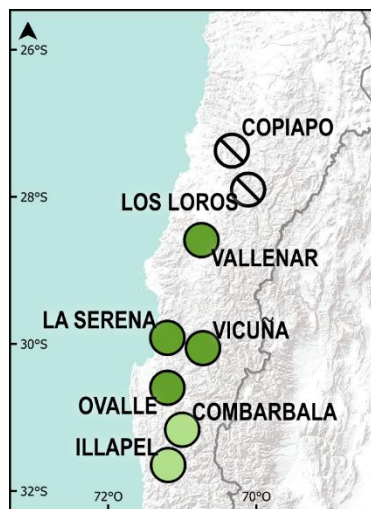 26°S
COPIAPO
28°S
LOS LOROS
VALLENAR
LA SERENA
VICUÑA
30°S
OVALLE
COMBARBALA
ILLAPEL
32°S
72°O
70°O